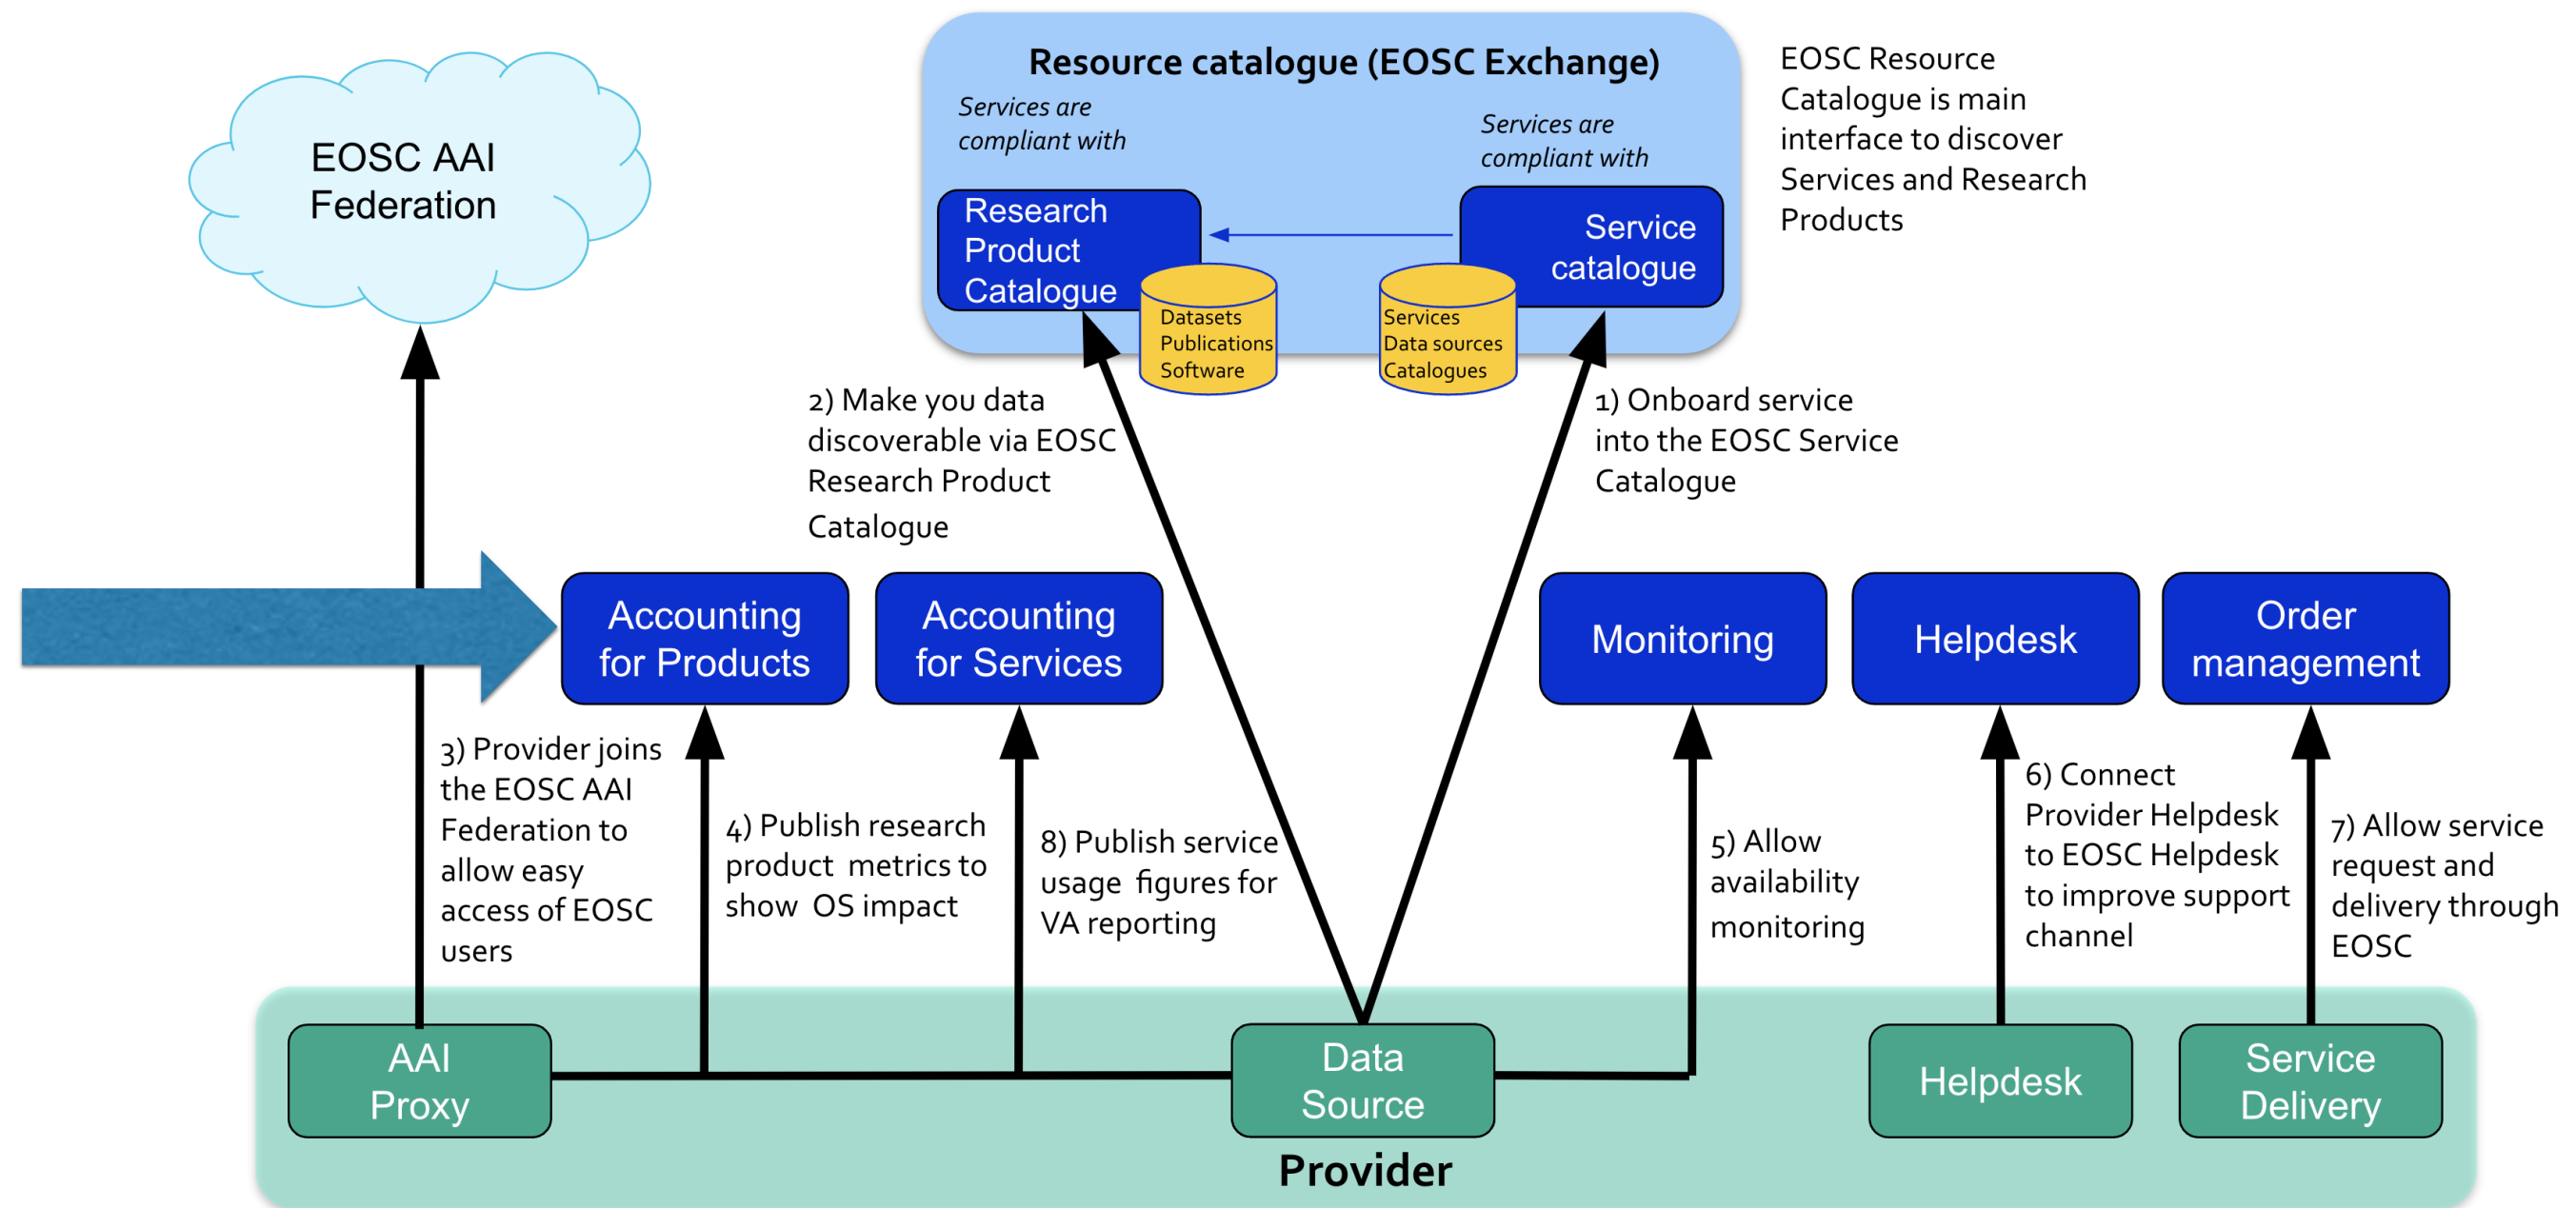 Resource catalogue (EOSC Exchange)
Services are
compliant with
Services are
compliant with
EOSC Resource
Catalogue is main
interface to discover
Services and Research
Products
EOSC AAI
Federation
Research
Product
Catalogue
Service
catalogue
Datasets
Publications
Software
Services
Data sources
Catalogues
2) Make you data
discoverable via EOSC
Research Product
Catalogue
1) Onboard service
into the EOSC Service
Catalogue
Accounting
for Products
Accounting
for Services
Monitoring
Helpdesk
Order
management
3) Provider joins
the EOSC AAI
Federation to
allow easy
access of EOSC
users
4) Publish research
product  metrics to
show  OS impact
8) Publish service
usage  figures for
VA reporting
5) Allow
availability
monitoring
6) Connect
Provider Helpdesk
to EOSC Helpdesk
to improve support
channel
7) Allow service
request and
delivery through
EOSC
AAI
Proxy
Data
Source
Helpdesk
Service
Delivery
Provider